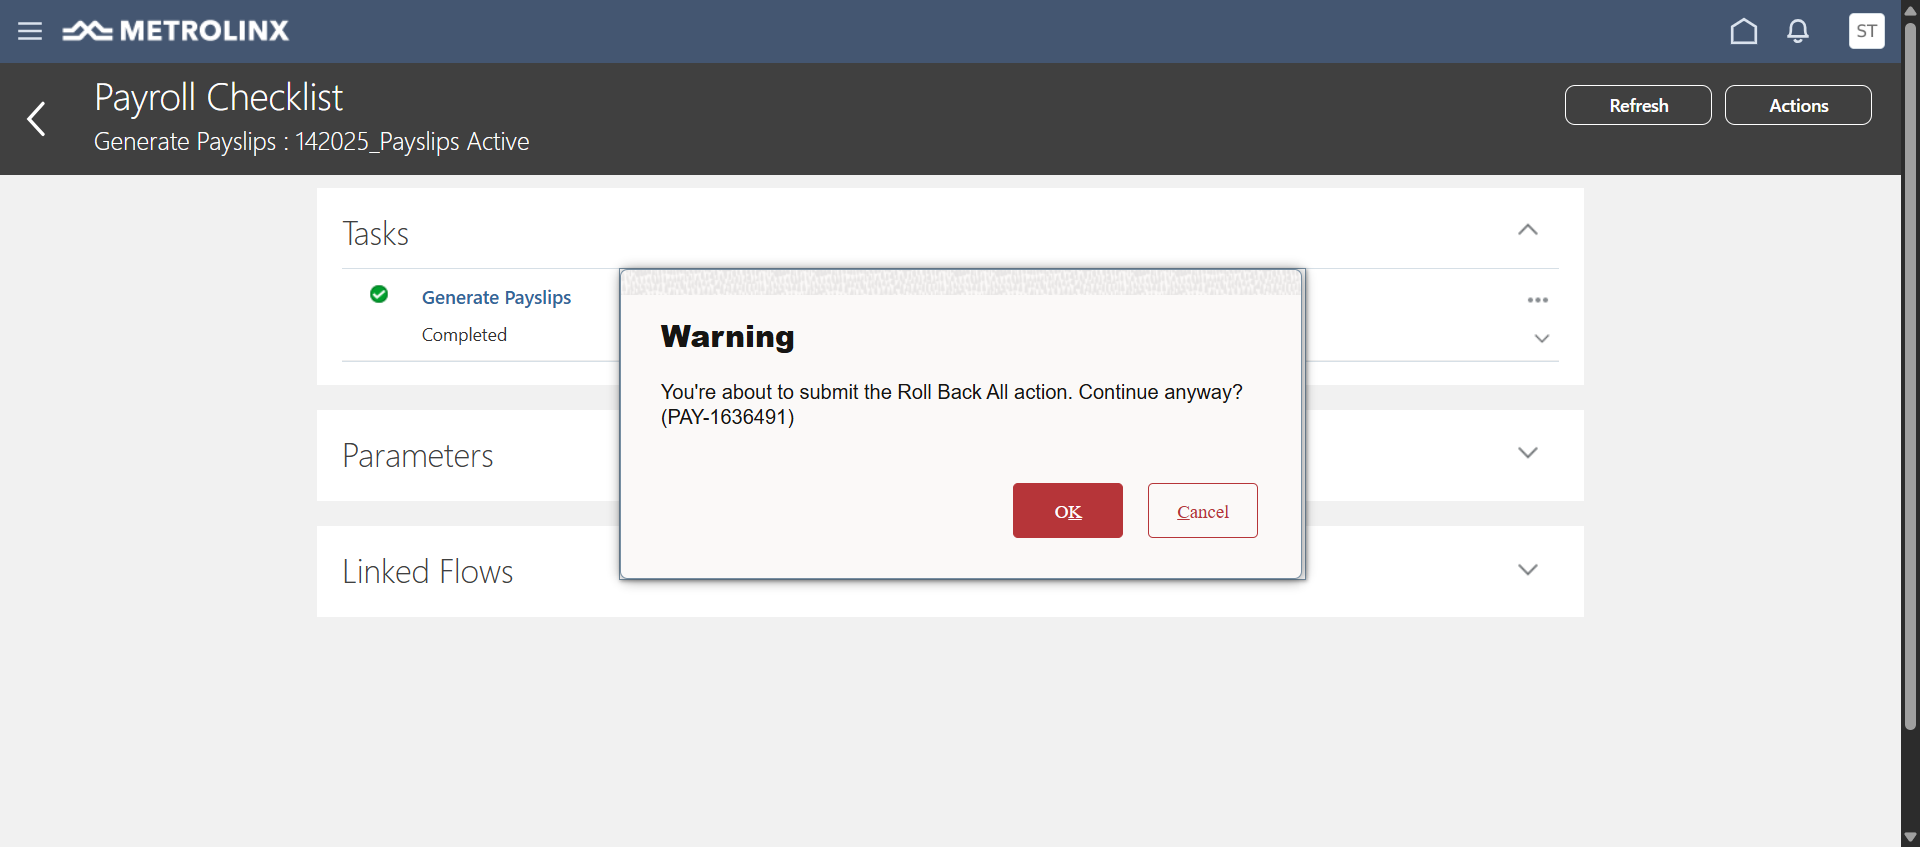 METROLINX
ST
Payroll Checklist
Generate Payslips : 142025_Payslips Active
Refresh
Actions
Tasks
Generate Payslips
Completed
Warning
You're about to submit the Roll Back All action. Continue anyway?
(PAY-1636491)
OK
Cancel
Parameters
Linked Flows